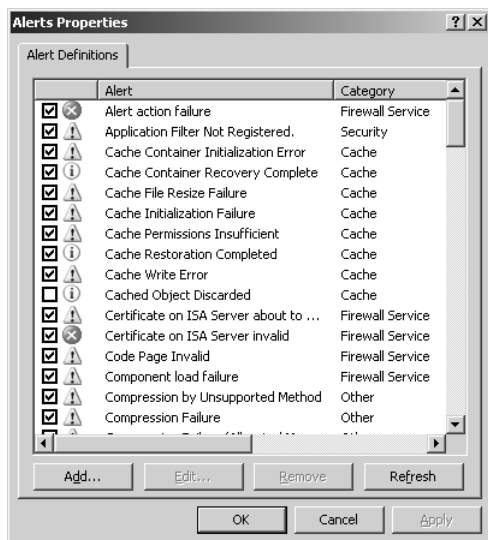 Alerts Properties
Alert Definitions
Alert Category
Alert action failure Firewall Service
Application Filter Not Registered. Security
Cache Container Initialization Error Cache
Cache Container Recovery Complete Cache
Cache File Resize Failure Cache
Cache Initialization Failure Cache
Cache Permissions Insufficient Cache
Cache Restoration Completed Cache
Cache Write Error Cache
Cached Object Discarded Cache
Certificate on ISA Server about to ... Firewall Service
Certificate on ISA Server invalid Firewall Service
Code Page Invalid Firewall Service
Component load failure Firewall Service
Compression by Unsupported Method Other
Compression Failure Other
Add... Edit... Remove Refresh
OK Cancel Apply